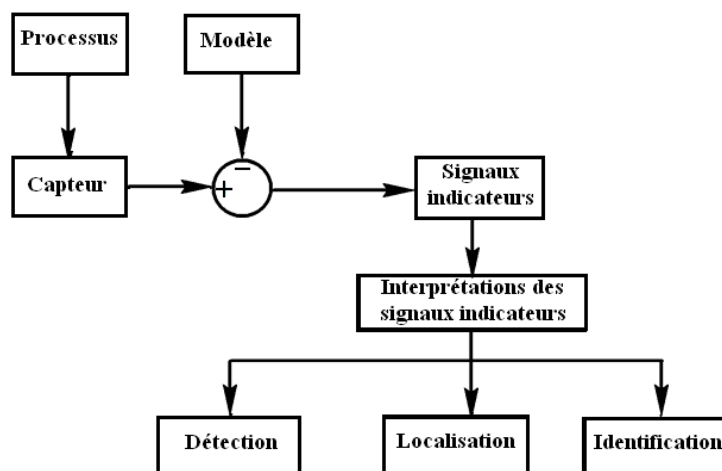 Processus
Modèle
Capteur
+
−
Signaux
indicateurs
Interprétations des
signaux indicateurs
Détection
Localisation
Identification